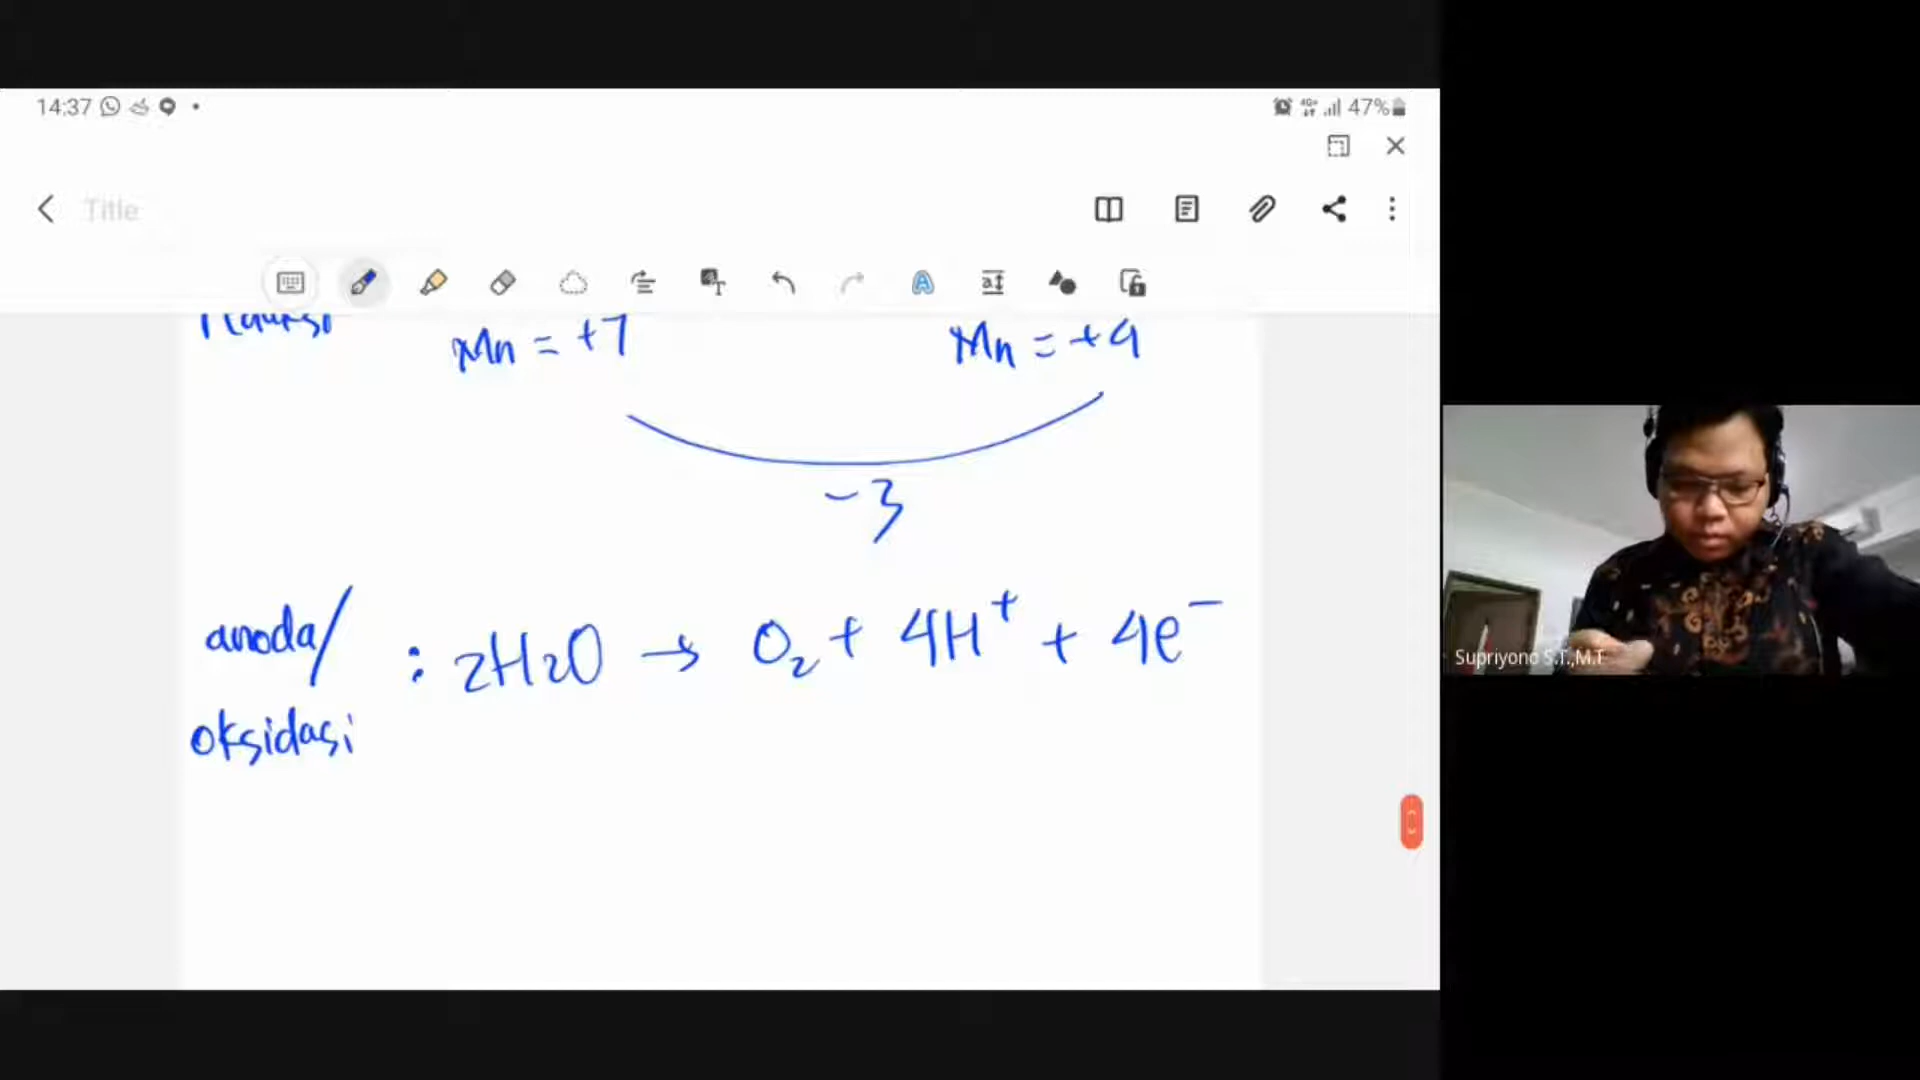 14:37
47%
Title
Mn = +7 Mn = +4
-3
anoda/ : 2H2O → O2 + 4H+ + 4e-
oksidasi
Supriyono S.T.,M.T